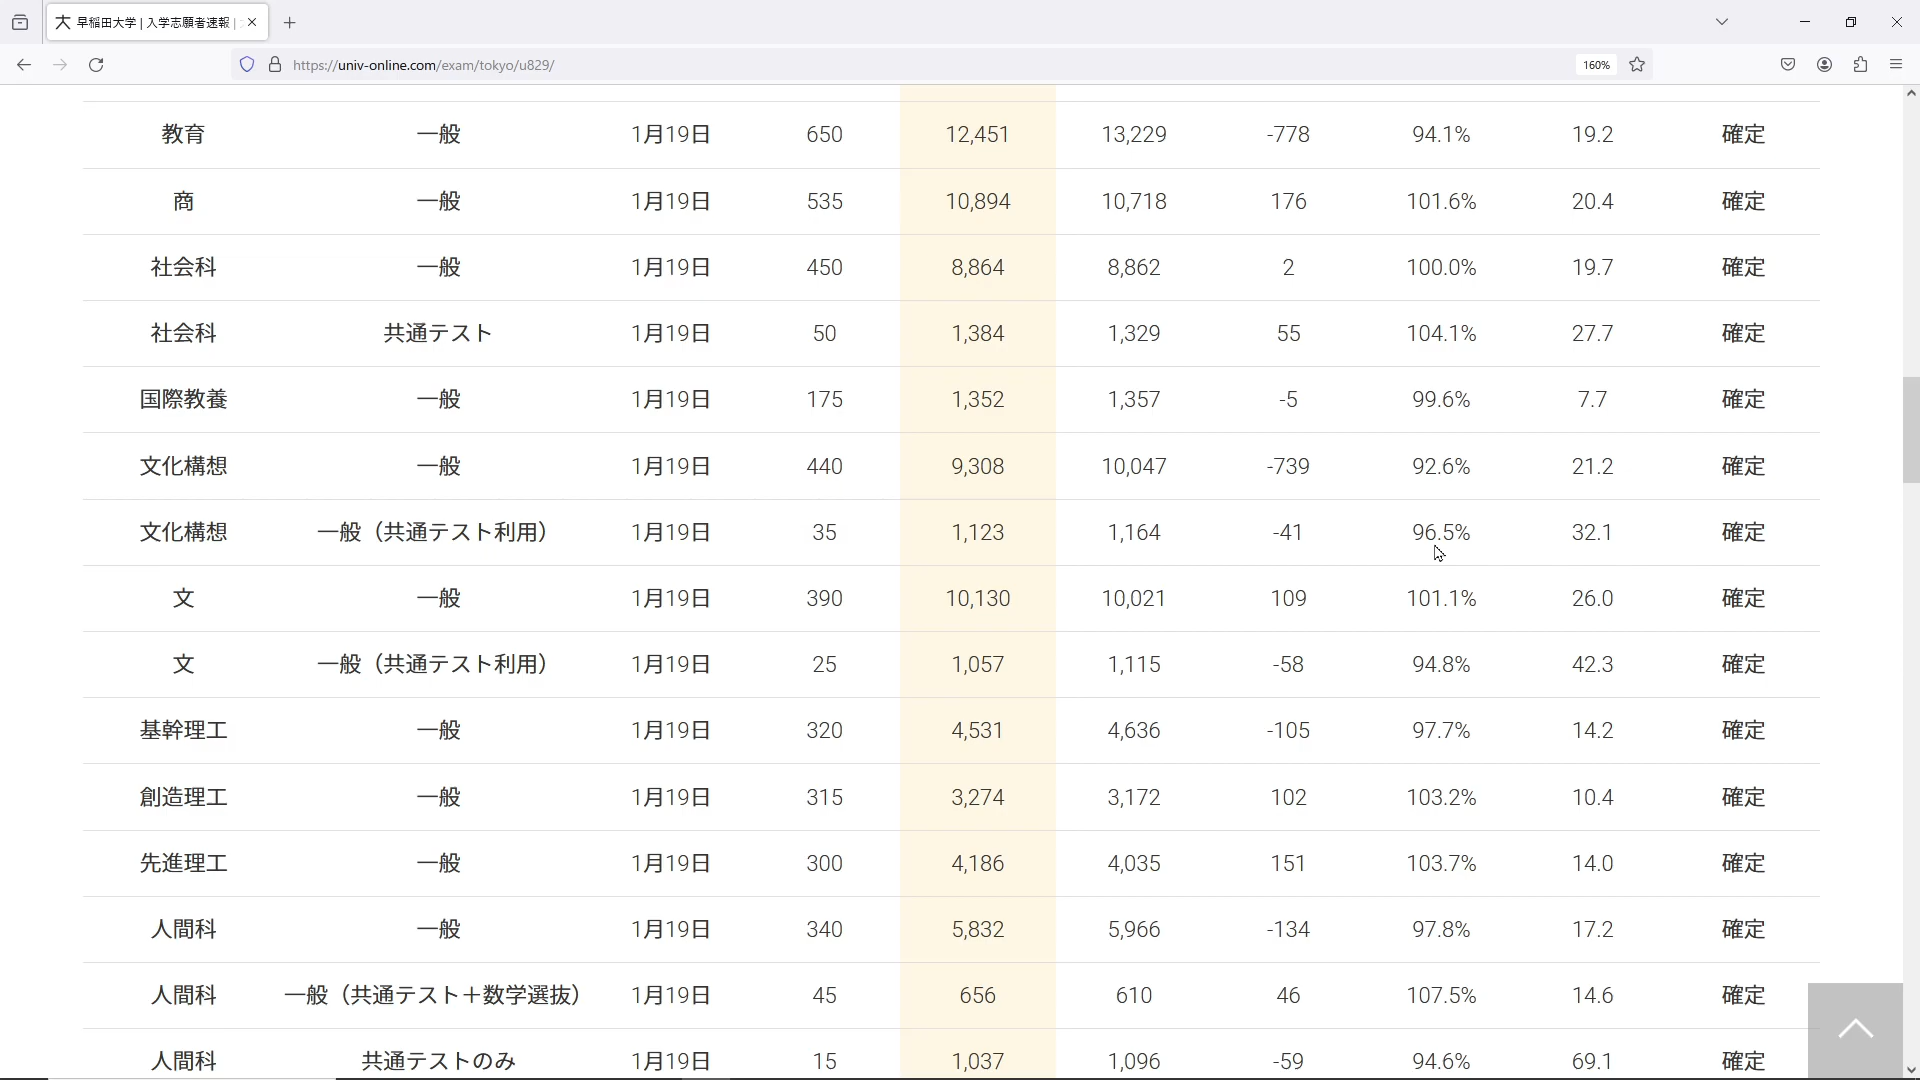 早稲田大学 | 入学志願者速報 |
https://univ-online.com/exam/tokyo/u829/
160%
教育 一般 1月19日 650 12,451 13,229 -778 94.1% 19.2 確定
商 一般 1月19日 535 10,894 10,718 176 101.6% 20.4 確定
社会科 一般 1月19日 450 8,864 8,862 2 100.0% 19.7 確定
社会科 共通テスト 1月19日 50 1,384 1,329 55 104.1% 27.7 確定
国際教養 一般 1月19日 175 1,352 1,357 -5 99.6% 7.7 確定
文化構想 一般 1月19日 440 9,308 10,047 -739 92.6% 21.2 確定
文化構想 一般（共通テスト利用） 1月19日 35 1,123 1,164 -41 96.5% 32.1 確定
文 一般 1月19日 390 10,130 10,021 109 101.1% 26.0 確定
文 一般（共通テスト利用） 1月19日 25 1,057 1,115 -58 94.8% 42.3 確定
基幹理工 一般 1月19日 320 4,531 4,636 -105 97.7% 14.2 確定
創造理工 一般 1月19日 315 3,274 3,172 102 103.2% 10.4 確定
先進理工 一般 1月19日 300 4,186 4,035 151 103.7% 14.0 確定
人間科 一般 1月19日 340 5,832 5,966 -134 97.8% 17.2 確定
人間科 一般（共通テスト＋数学選抜） 1月19日 45 656 610 46 107.5% 14.6 確定
人間科 共通テストのみ 1月19日 15 1,037 1,096 -59 94.6% 69.1 確定